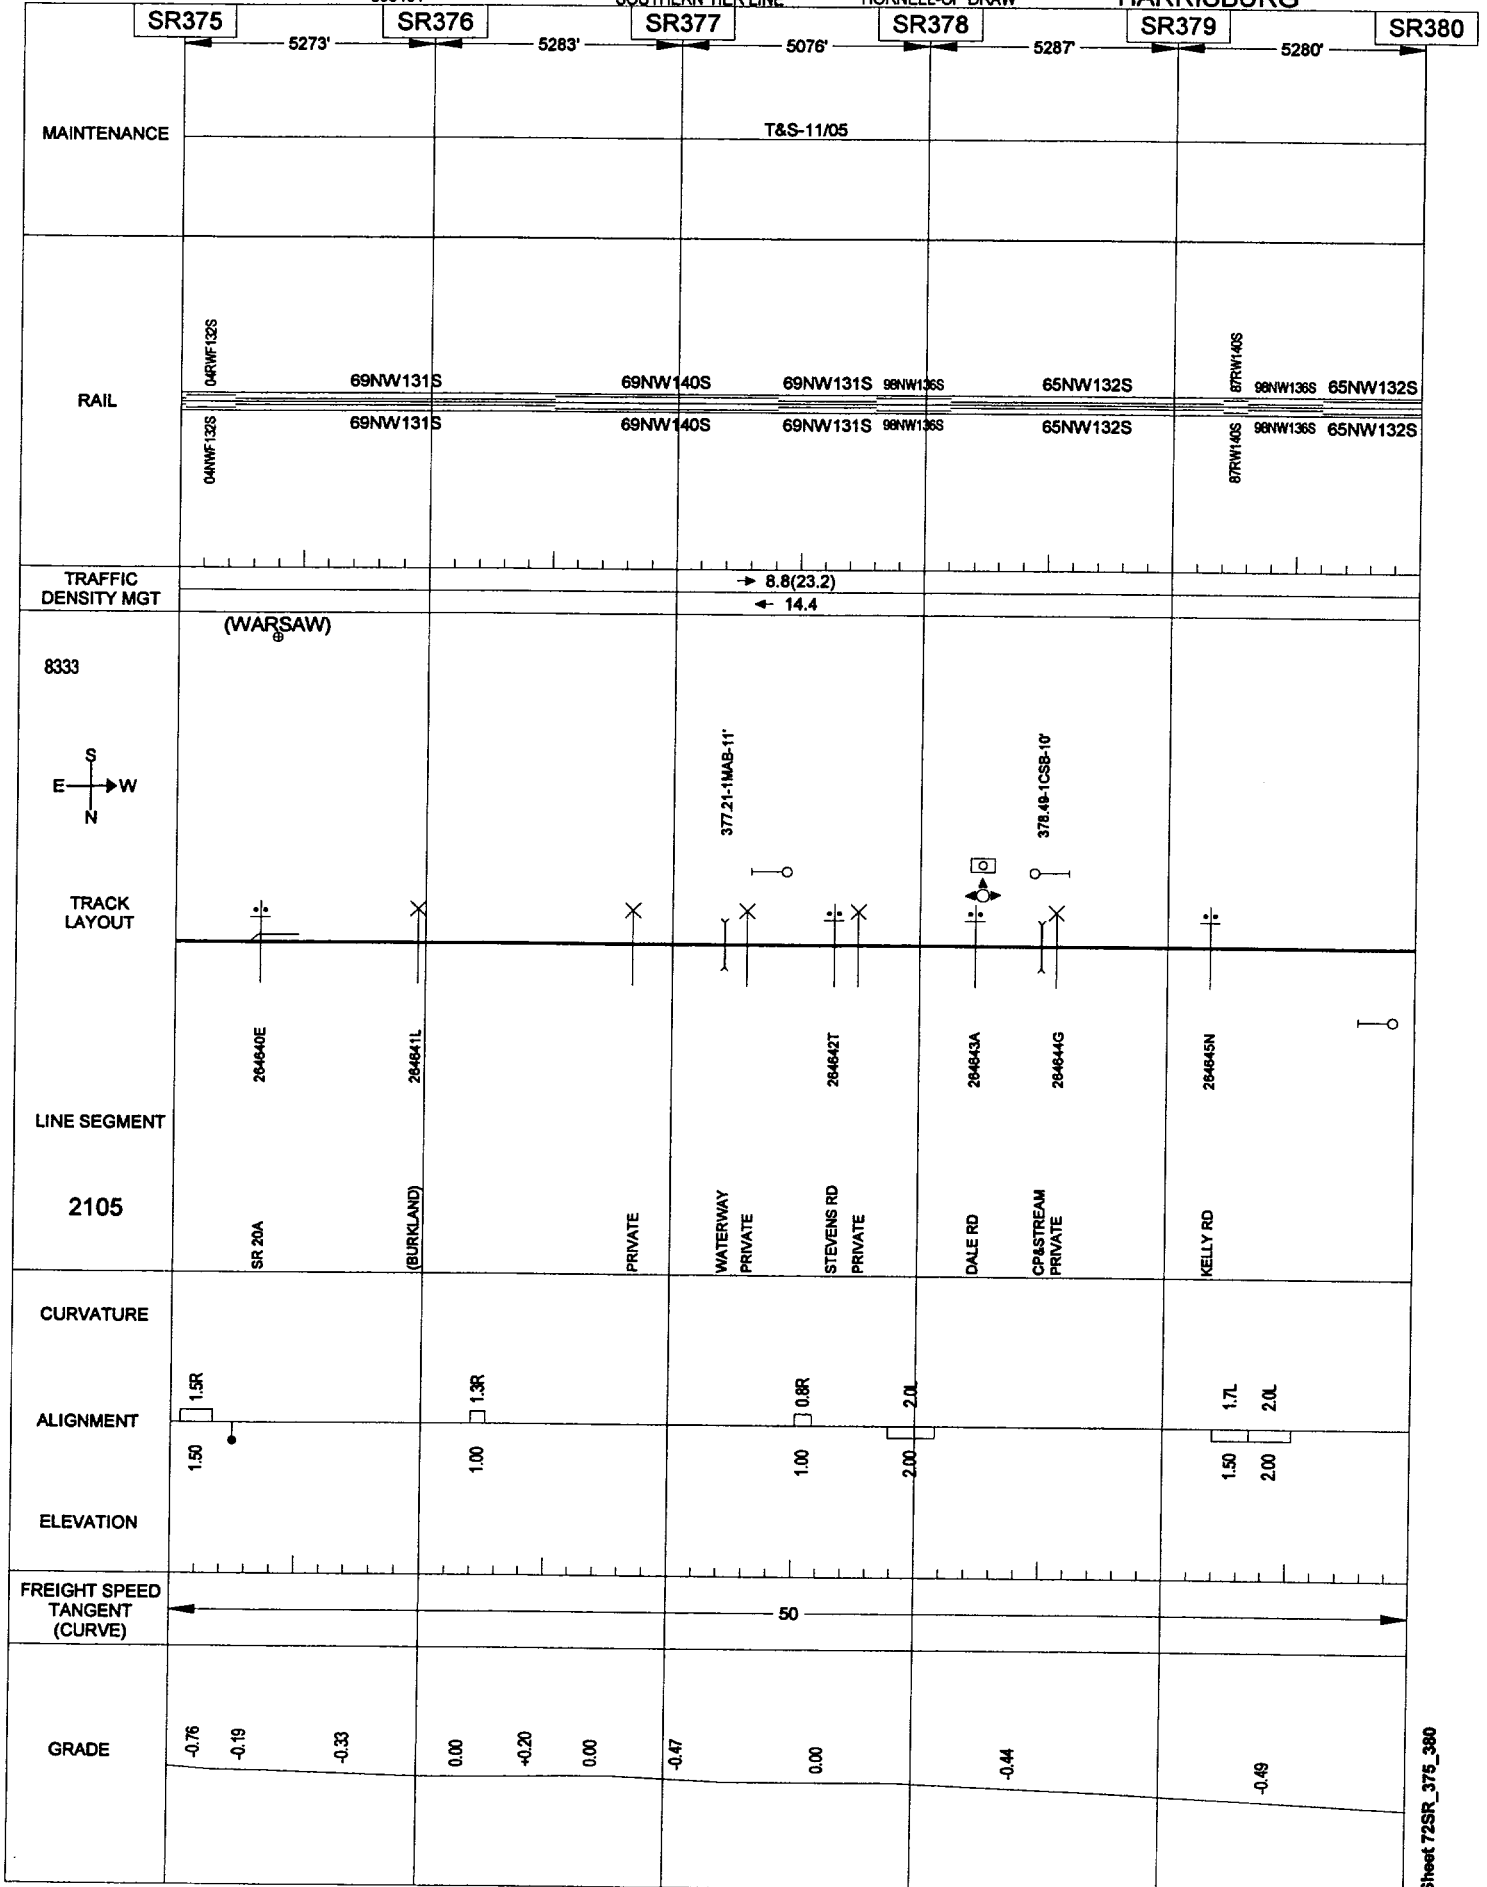 SOUTHERN TIER LINE
HORNELL-CP DRAW
HARRISBURG
SR375
SR376
SR377
SR378
SR379
SR380
5273'
5283'
5076'
5287'
5280'
MAINTENANCE
T&S-11/05
RAIL
04RWF132S
69NW131S
69NW140S
69NW131S
98NW136S
65NW132S
87RW140S
98NW136S
65NW132S
04NWF132S
69NW131S
69NW140S
69NW131S
98NW136S
65NW132S
87RW140S
98NW136S
65NW132S
TRAFFIC
DENSITY MGT
8.8(23.2)
14.4
(WARSAW)
8333
S
E
W
N
377.21-1MAB-11'
378.49-1CSB-10'
TRACK
LAYOUT
264640E
264641L
264642T
264643A
264644G
264645N
LINE SEGMENT
2105
SR 20A
(BURKLAND)
PRIVATE
WATERWAY
PRIVATE
STEVENS RD
PRIVATE
DALE RD
CP&STREAM
PRIVATE
KELLY RD
CURVATURE
1.5R
1.3R
0.8R
2.0L
1.7L
2.0L
ALIGNMENT
1.50
1.00
1.00
2.00
1.50
2.00
ELEVATION
FREIGHT SPEED
TANGENT
(CURVE)
50
GRADE
-0.76
-0.19
-0.33
0.00
+0.20
0.00
-0.47
0.00
-0.44
-0.49
Sheet 72SR_375_380